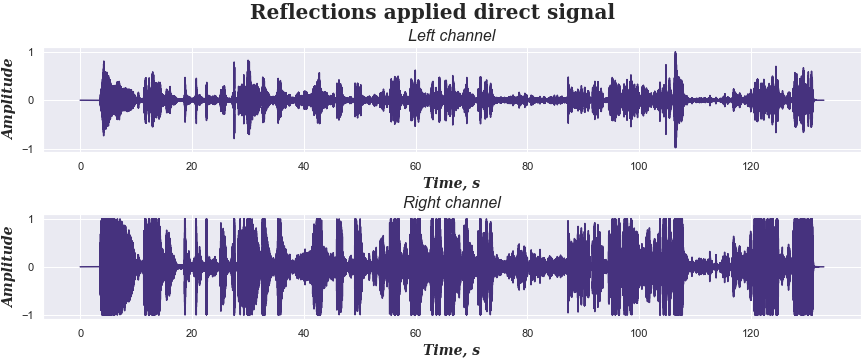 Reflections applied direct signal
Left channel
Amplitude
1
0
−1
0 20 40 60 80 100 120
Time, s
Right channel
Amplitude
1
0
−1
0 20 40 60 80 100 120
Time, s